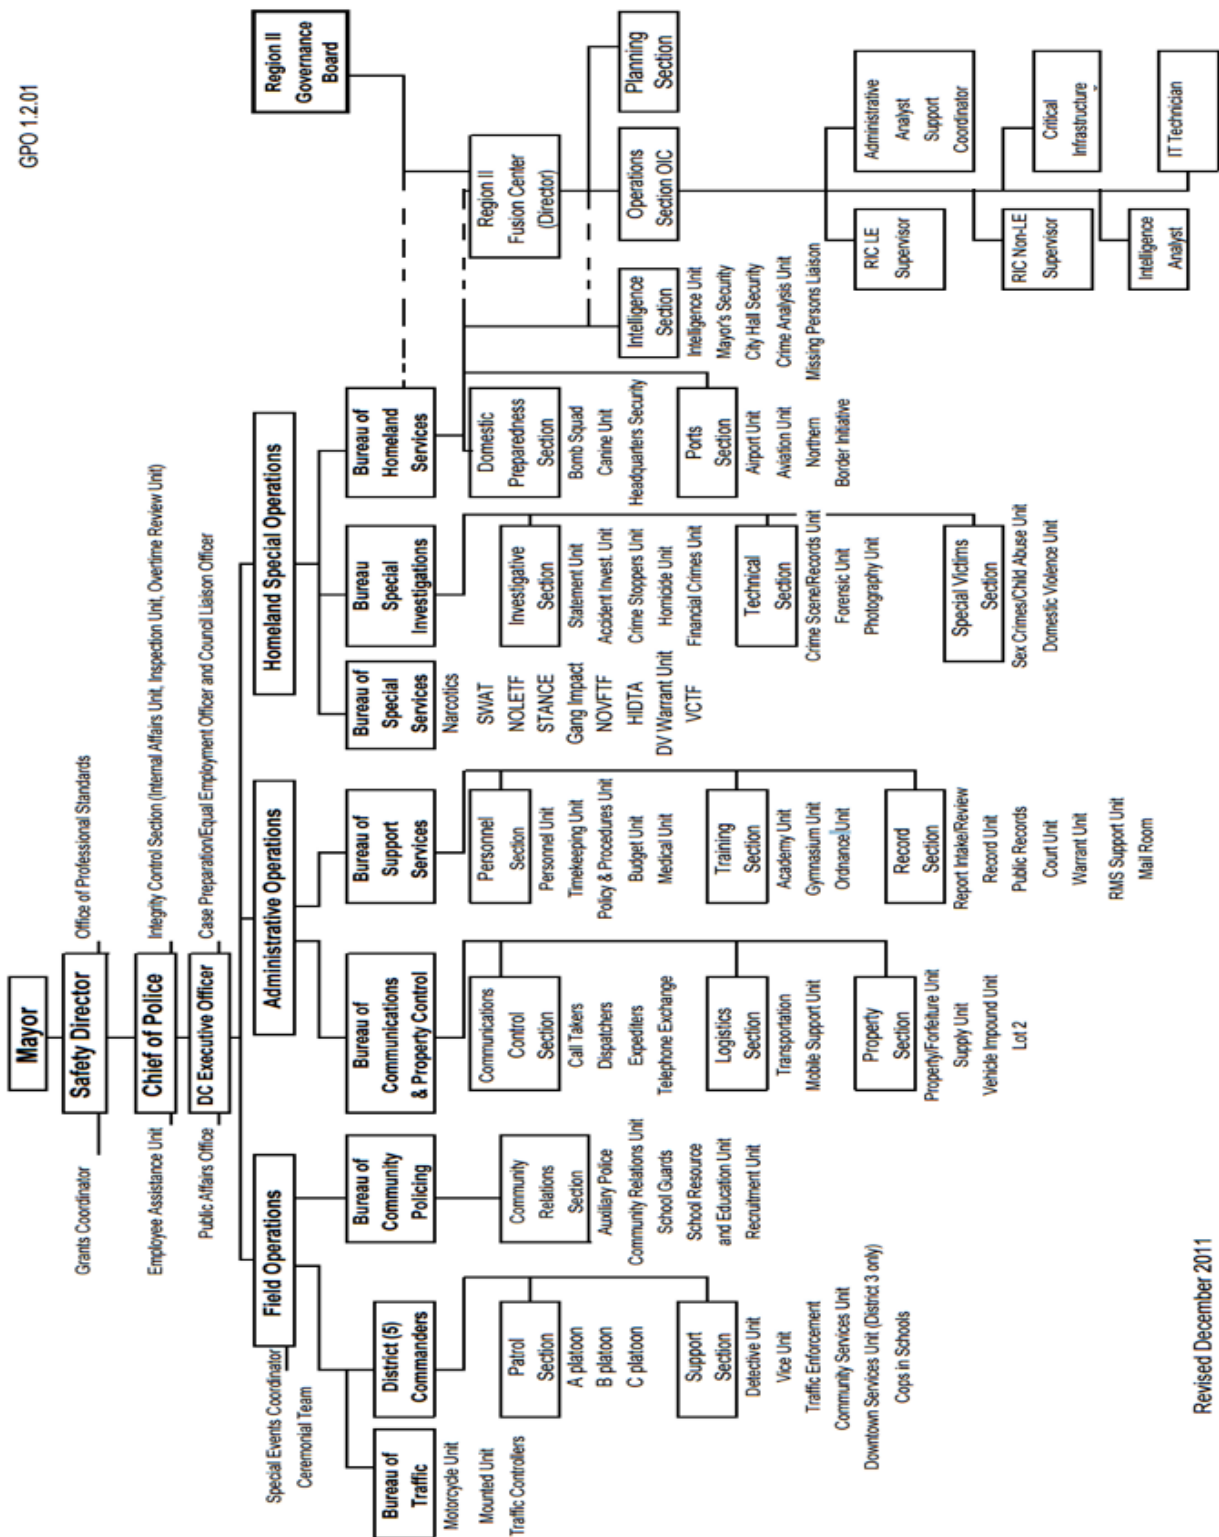 GPO 1.2.01
Mayor
Safety Director
Grants Coordinator
Office of Professional Standards
Chief of Police
Employee Assistance Unit
Integrity Control Section (Internal Affairs Unit, Inspection Unit, Overtime Review Unit)
DC Executive Officer
Public Affairs Office
Case Preparation/Equal Employment Officer and Council Liaison Officer
Field Operations
Special Events Coordinator
Ceremonial Team
Bureau of
Traffic
Motorcycle Unit
Mounted Unit
Traffic Controllers
District (5)
Commanders
Patrol
Section
A platoon
B platoon
C platoon
Support
Section
Detective Unit
Vice Unit
Traffic Enforcement
Community Services Unit
Downtown Services Unit (District 3 only)
Cops in Schools
Bureau of
Community
Policing
Community
Relations
Section
Auxiliary Police
Community Relations Unit
School Guards
School Resource
and Education Unit
Recruitment Unit
Administrative Operations
Bureau of
Communications
& Property Control
Communications
Control
Section
Call Takers
Dispatchers
Expediters
Telephone Exchange
Logistics
Section
Transportation
Mobile Support Unit
Property
Section
Property/Forfeiture Unit
Supply Unit
Vehicle Impound Unit
Lot 2
Bureau of
Support
Services
Personnel
Section
Personnel Unit
Timekeeping Unit
Policy & Procedures Unit
Budget Unit
Medical Unit
Training
Section
Academy Unit
Gymnasium Unit
Ordnance Unit
Record
Section
Report Intake/Review
Record Unit
Public Records
Court Unit
Warrant Unit
RMS Support Unit
Mail Room
Homeland Special Operations
Bureau of
Special
Services
Narcotics
SWAT
NOLETF
STANCE
Gang Impact
NOVFTF
HIDTA
DV Warrant Unit
VCTF
Bureau
Special
Investigations
Investigative
Section
Statement Unit
Accident Invest. Unit
Crime Stoppers Unit
Homicide Unit
Financial Crimes Unit
Technical
Section
Crime Scene/Records Unit
Forensic Unit
Photography Unit
Special Victims
Section
Sex Crimes/Child Abuse Unit
Domestic Violence Unit
Bureau of
Homeland
Services
Domestic
Preparedness
Section
Bomb Squad
Canine Unit
Headquarters Security
Ports
Section
Airport Unit
Aviation Unit
Northern
Border Initiative
Intelligence
Section
Intelligence Unit
Mayor's Security
City Hall Security
Crime Analysis Unit
Missing Persons Liaison
Region II
Governance
Board
Region II
Fusion Center
(Director)
Operations
Section OIC
Planning
Section
RIC LE
Supervisor
Administrative
Analyst
Support
Coordinator
RIC Non-LE
Supervisor
Critical
Infrastructure
Intelligence
Analyst
IT Technician
Revised December 2011